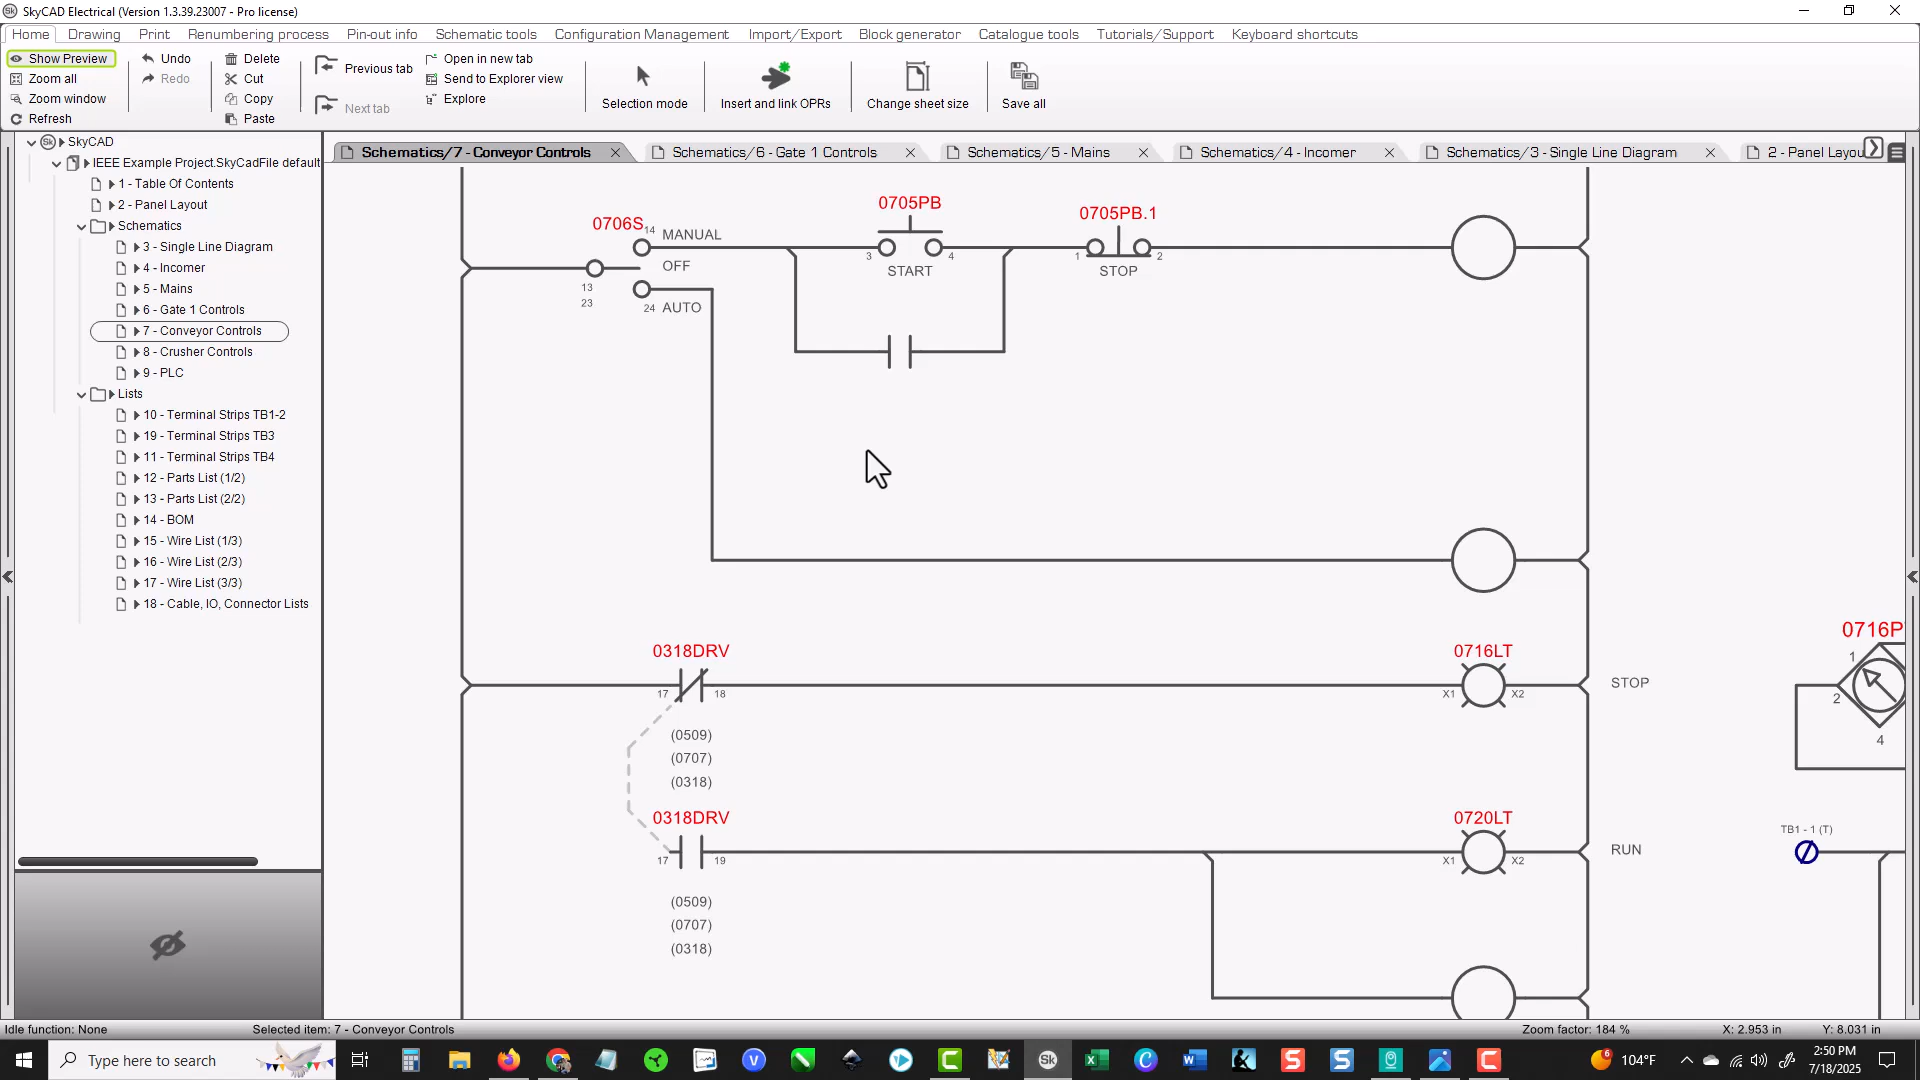 SkyCAD Electrical (Version 1.3.39.23007 - Pro license)
Home Drawing Print Renumbering process Pin-out info Schematic tools Configuration Management Import/Export Block generator Catalogue tools Tutorials/Support Keyboard shortcuts
Show Preview
Zoom all
Zoom window
Refresh
Undo
Redo
Delete
Cut
Copy
Paste
Previous tab
Next tab
Open in new tab
Send to Explorer view
Explore
Selection mode
Insert and link OPRs
Change sheet size
Save all
SkyCAD
IEEE Example Project.SkyCadFile default
1 - Table Of Contents
2 - Panel Layout
Schematics
3 - Single Line Diagram
4 - Incomer
5 - Mains
6 - Gate 1 Controls
7 - Conveyor Controls
8 - Crusher Controls
9 - PLC
Lists
10 - Terminal Strips TB1-2
19 - Terminal Strips TB3
11 - Terminal Strips TB4
12 - Parts List (1/2)
13 - Parts List (2/2)
14 - BOM
15 - Wire List (1/3)
16 - Wire List (2/3)
17 - Wire List (3/3)
18 - Cable, IO, Connector Lists
Schematics/7 - Conveyor Controls
Schematics/6 - Gate 1 Controls
Schematics/5 - Mains
Schematics/4 - Incomer
Schematics/3 - Single Line Diagram
2 - Panel Layou
0706S
14 MANUAL
OFF
13
23
24 AUTO
0705PB
3 4
START
0705PB.1
1 2
STOP
0318DRV
17 18
(0509)
(0707)
(0318)
0716LT
X1 X2
STOP
0716P
1
2
4
0318DRV
17 19
(0509)
(0707)
(0318)
0720LT
X1 X2
RUN
TB1 - 1 (T)
Idle function: None
Selected item: 7 - Conveyor Controls
Zoom factor: 184 %
X: 2.953 in
Y: 8.031 in
Type here to search
6
104°F
2:50 PM
7/18/2025